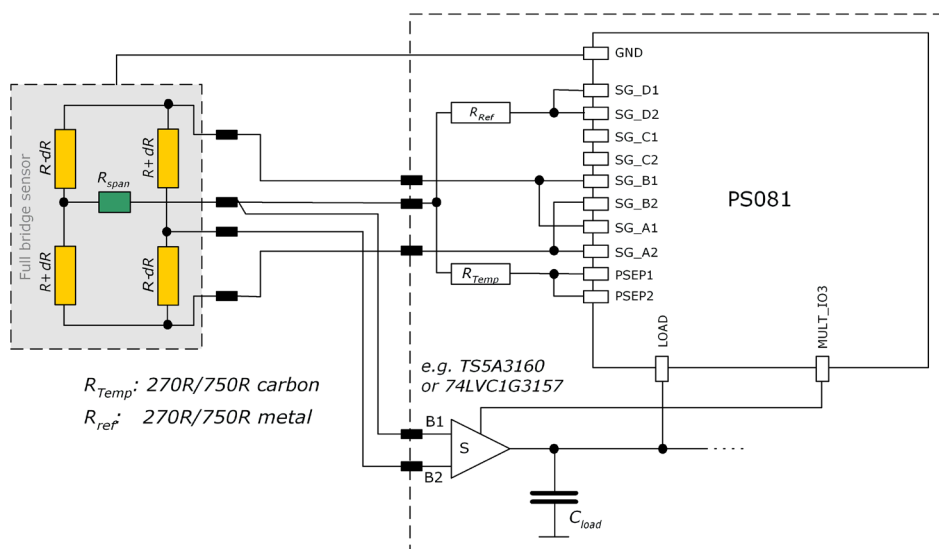 GND
SG_D1
SG_D2
SG_C1
SG_C2
SG_B1
SG_B2
SG_A1
SG_A2
PSEP1
PSEP2
PS081
LOAD
MULT_IO3
R_Ref
R_Temp
Full bridge sensor
R-dR
R+dR
R_span
R+dR
R-dR
R_Temp: 270R/750R carbon
R_ref: 270R/750R metal
e.g. TS5A3160
or 74LVC1G3157
B1
S
B2
C_load